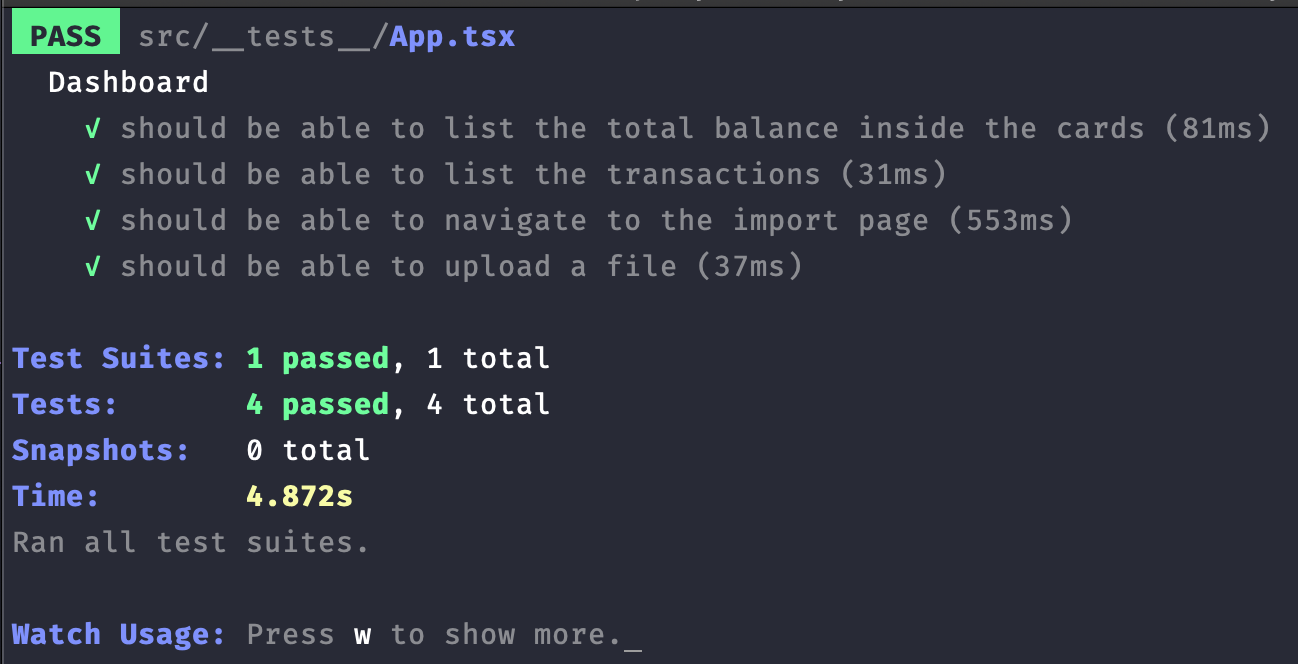 PASS src/__tests__/App.tsx
Dashboard
√ should be able to list the total balance inside the cards (81ms)
√ should be able to list the transactions (31ms)
√ should be able to navigate to the import page (553ms)
√ should be able to upload a file (37ms)
Test Suites: 1 passed, 1 total
Tests: 4 passed, 4 total
Snapshots: 0 total
Time: 4.872s
Ran all test suites.
Watch Usage: Press w to show more._